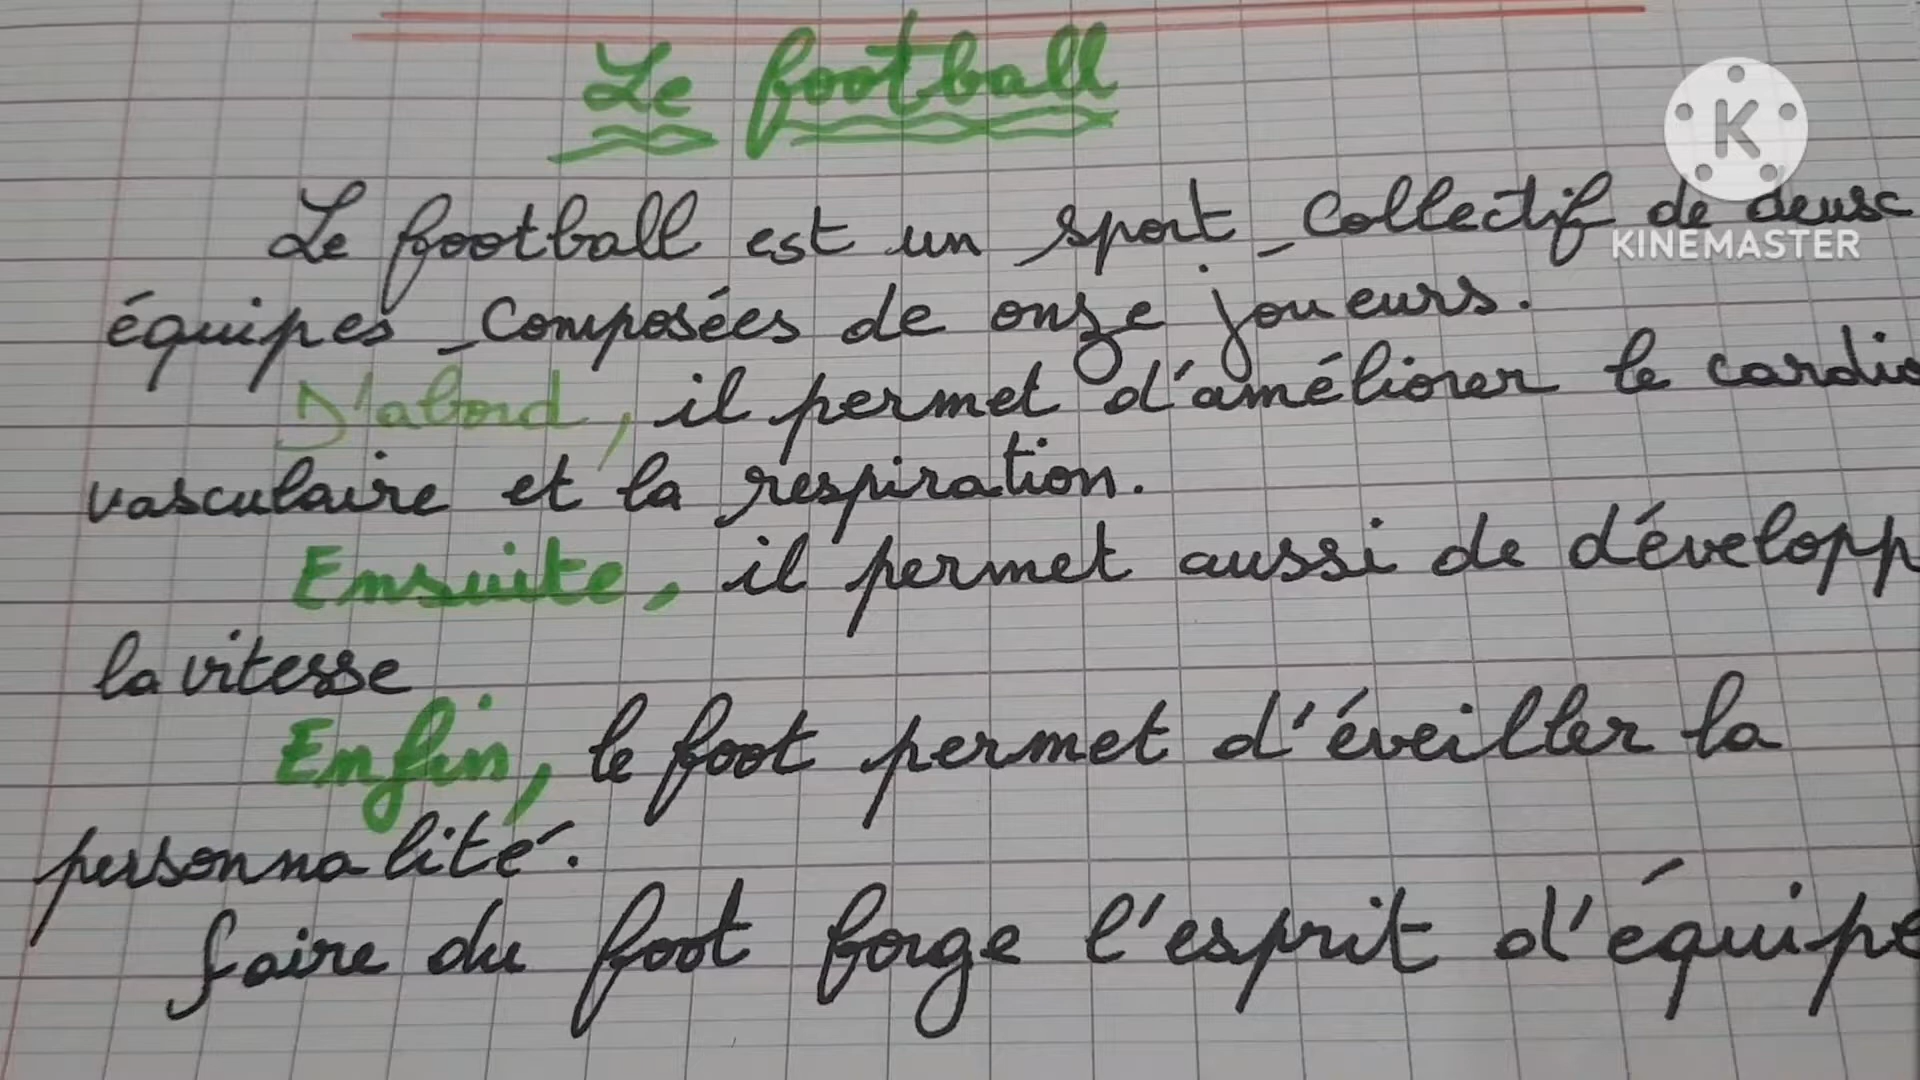 Le football
K
Le football est un sport collectif de deux
KINEMASTER
équipes composées de onze joueurs.
D'abord, il permet d'améliorer le cardio
vasculaire et la respiration.
Ensuite, il permet aussi de développ
la vitesse
Enfin, le foot permet d'éveiller la
personnalité.
faire du foot forge l'esprit d'équipe